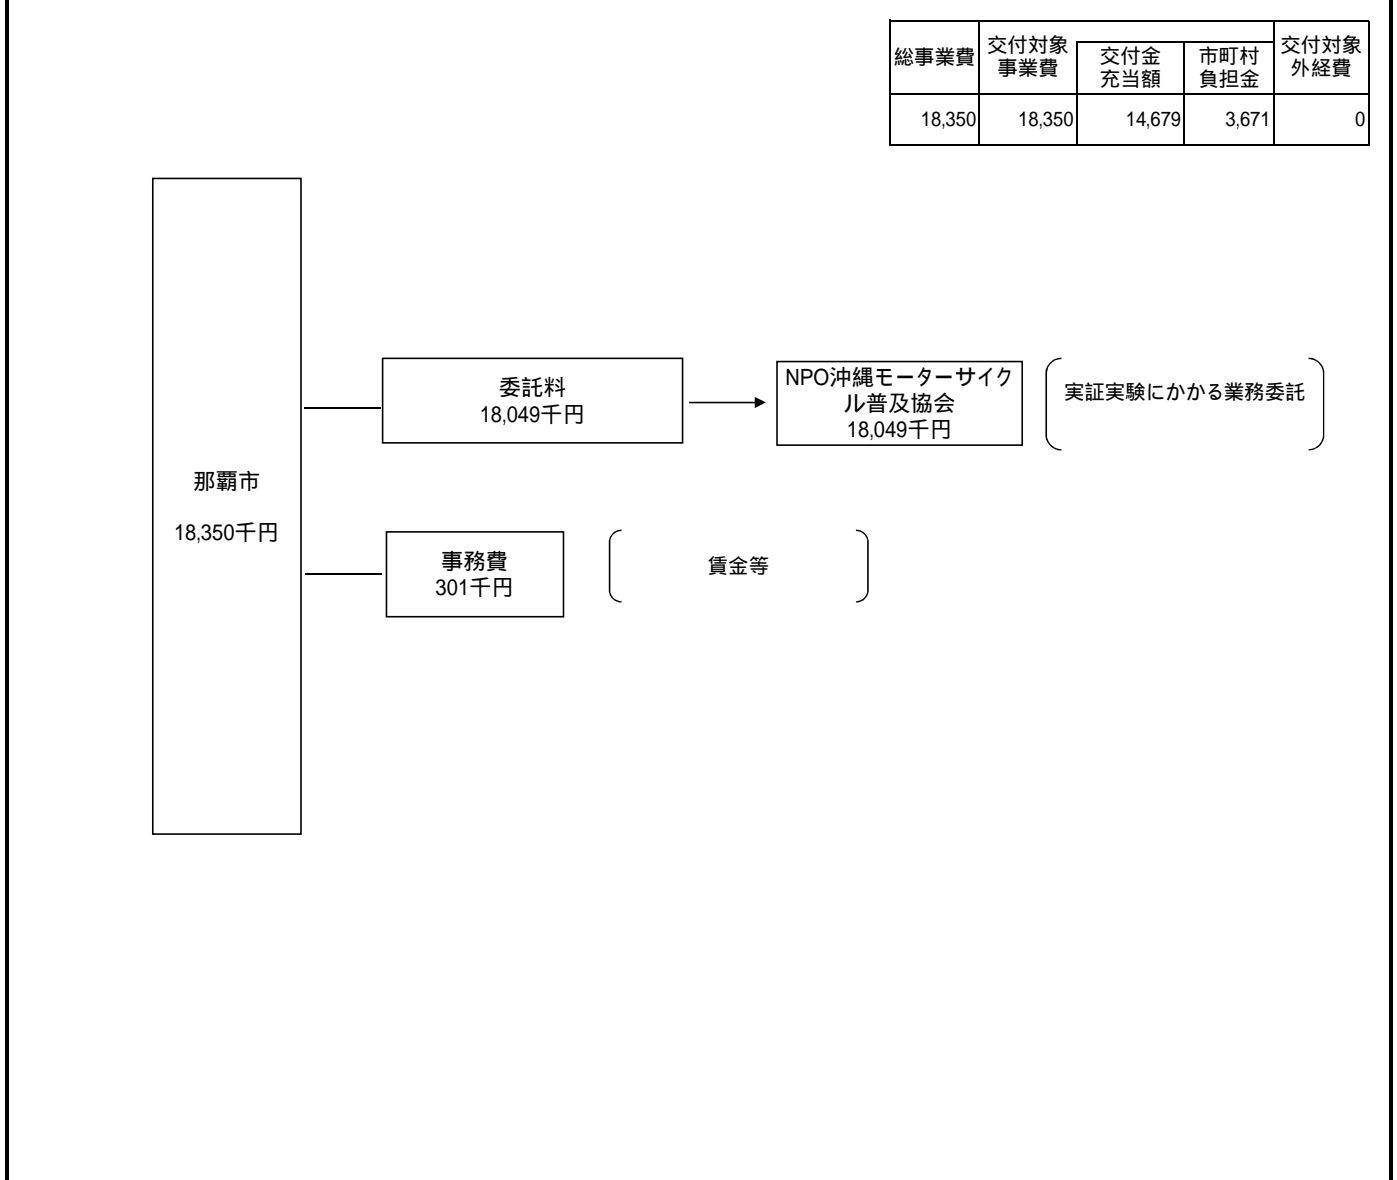 総事業費
交付対象
事業費
交付金
充当額
市町村
負担金
交付対象
外経費
18,350
18,350
14,679
3,671
0
委託料
18,049千円
NPO沖縄モーターサイク
ル普及協会
18,049千円
実証実験にかかる業務委託
那覇市
18,350千円
事務費
301千円
賃金等